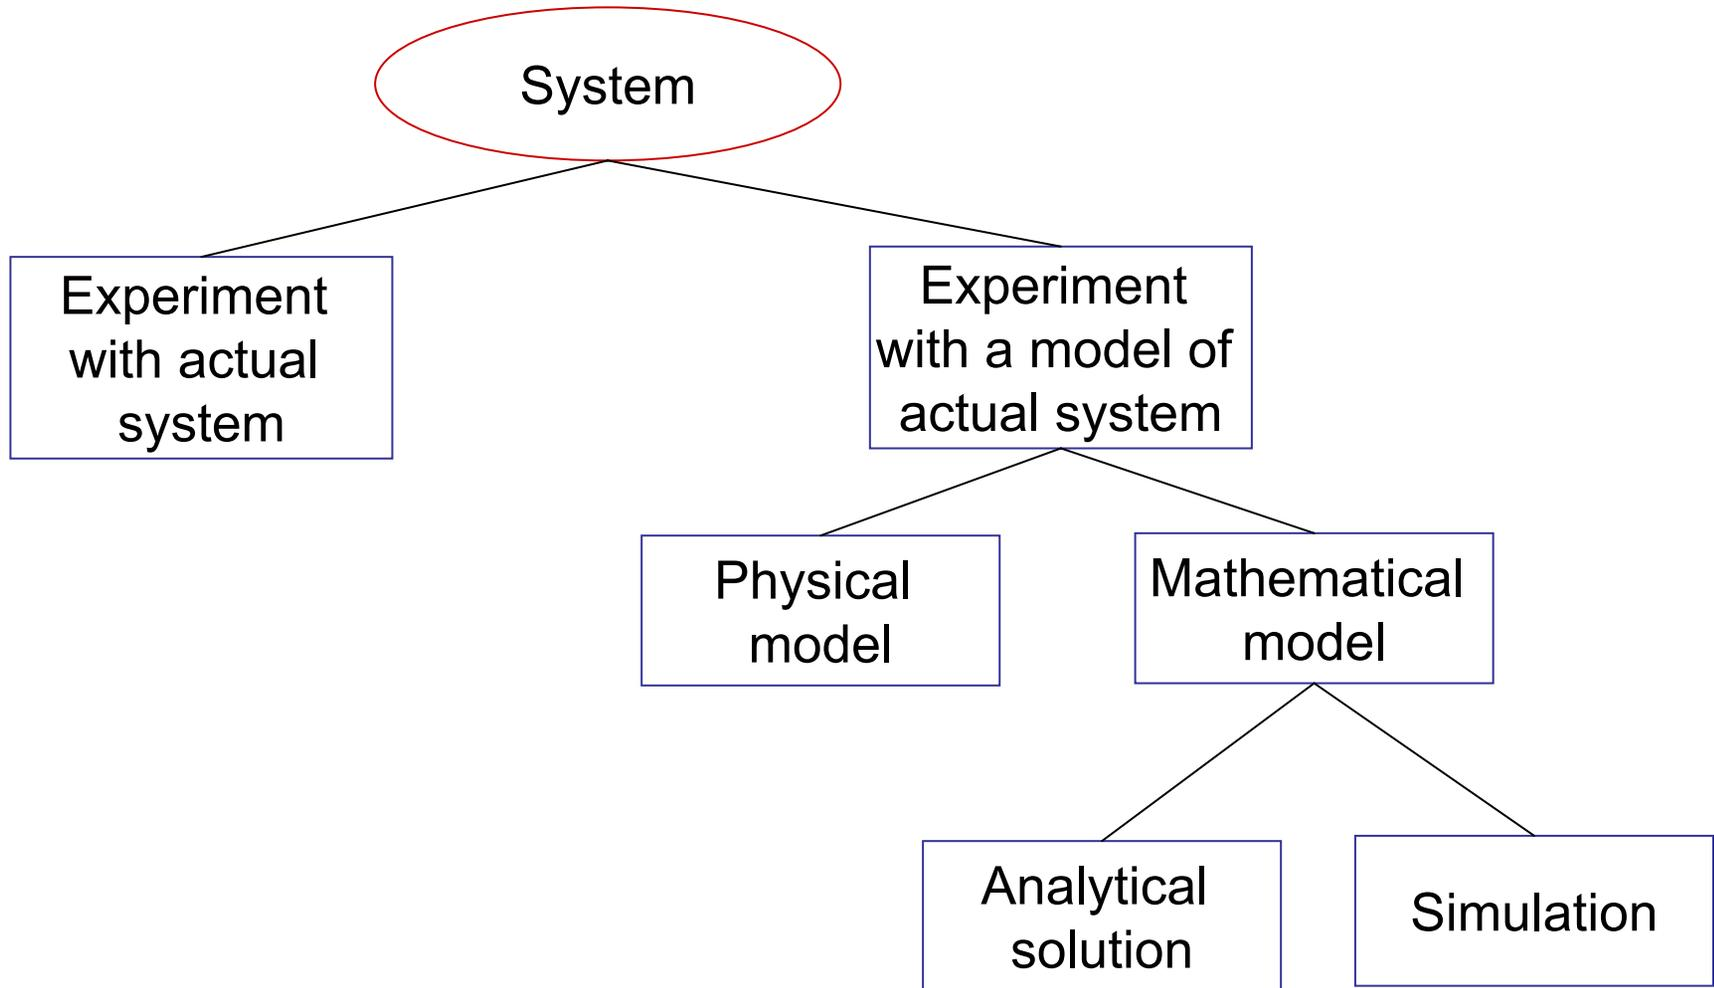 System
Experiment
with actual
system
Experiment
with a model of
actual system
Physical
model
Mathematical
model
Analytical
solution
Simulation